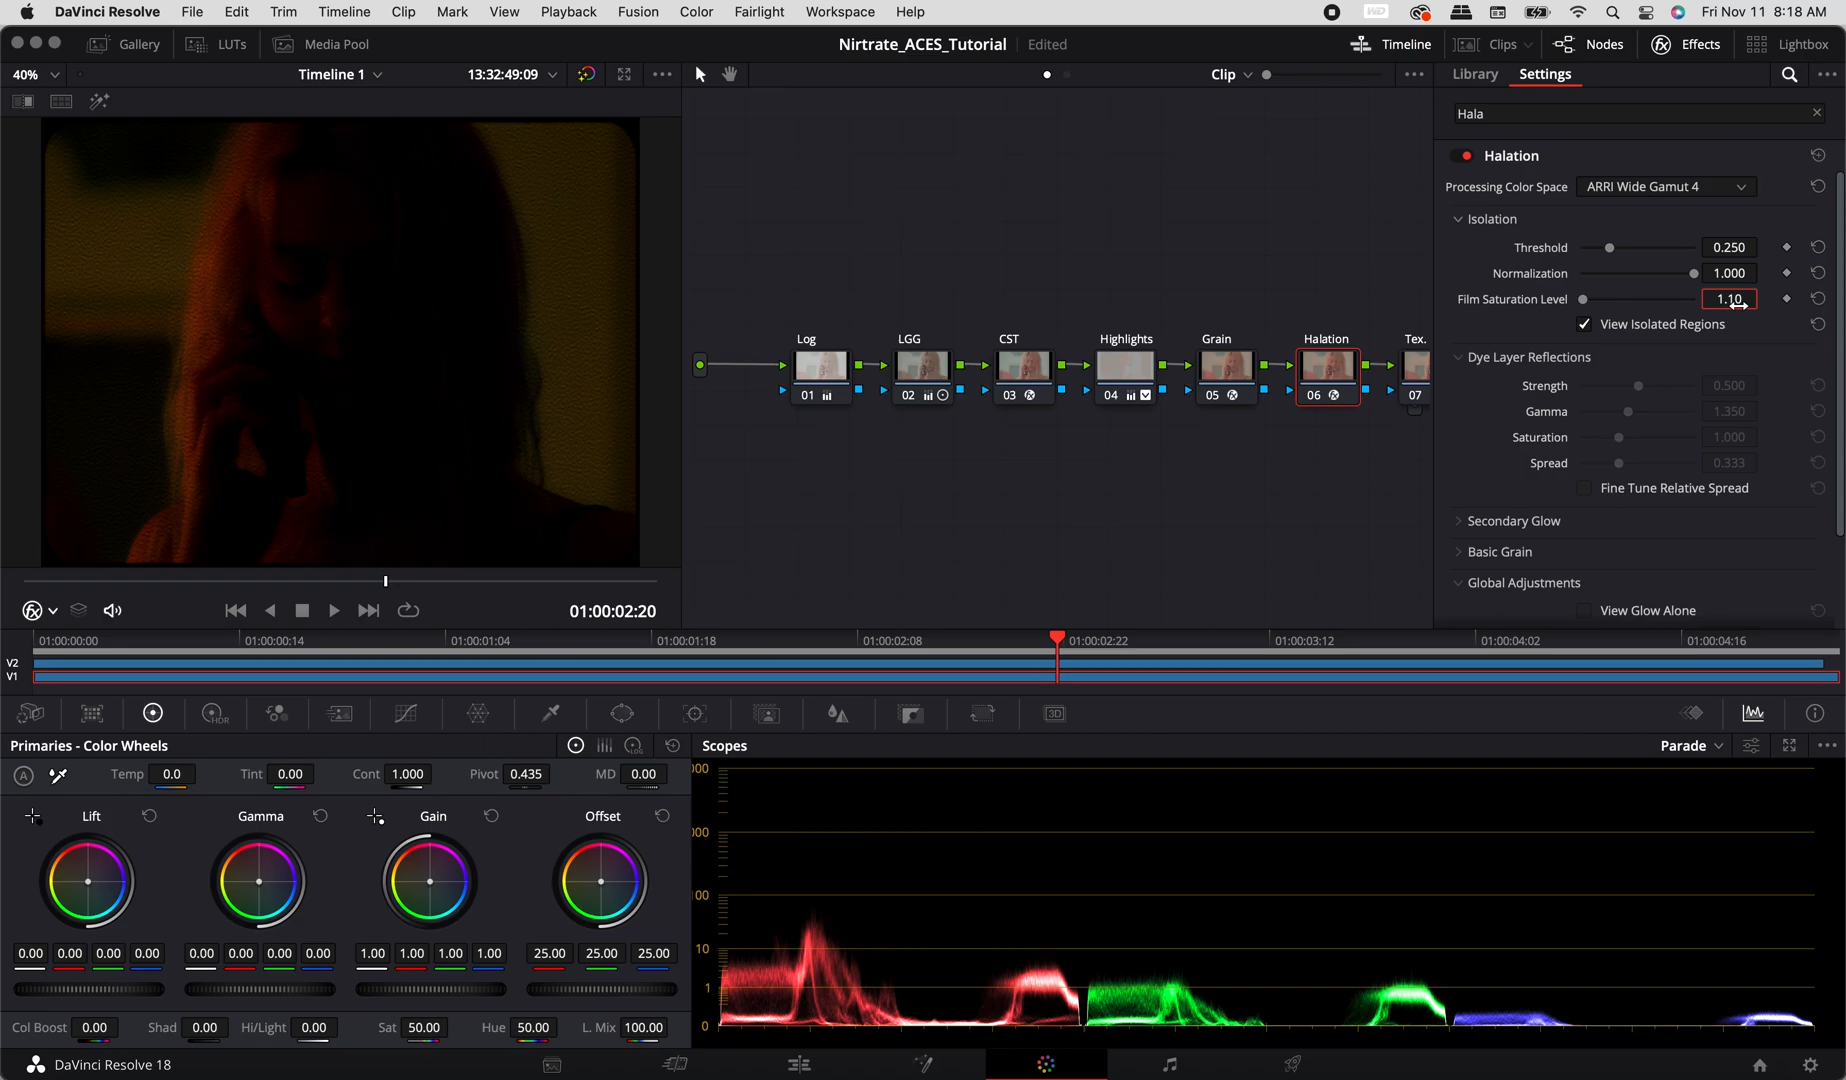 DaVinci Resolve File Edit Trim Timeline Clip Mark View Playback Fusion Color Fairlight Workspace Help Fri Nov 11 8:18 AM
Gallery LUTs Media Pool Nirtrate_ACES_Tutorial Edited Timeline Clips Nodes Effects Lightbox
40% Timeline 1 13:32:49:09 Clip Library Settings
Hala
Halation
Processing Color Space ARRI Wide Gamut 4
Isolation
Threshold 0.250
Normalization 1.000
Film Saturation Level 1.10
View Isolated Regions
Log LGG CST Highlights Grain Halation Tex.
01 02 03 04 05 06 07
Dye Layer Reflections
Strength 0.500
Gamma 1.350
Saturation 1.000
Spread 0.333
Fine Tune Relative Spread
Secondary Glow
Basic Grain
Global Adjustments
View Glow Alone
01:00:02:20
01:00:00:00 01:00:00:14 01:00:01:04 01:00:01:18 01:00:02:08 01:00:02:22 01:00:03:12 01:00:04:02 01:00:04:16
V2
V1
HDR 3D
Primaries - Color Wheels LOG Scopes Parade
A Temp 0.0 Tint 0.00 Cont 1.000 Pivot 0.435 MD 0.00
Lift Gamma Gain Offset
0.00 0.00 0.00 0.00 0.00 0.00 0.00 0.00 1.00 1.00 1.00 1.00 25.00 25.00 25.00
Col Boost 0.00 Shad 0.00 Hi/Light 0.00 Sat 50.00 Hue 50.00 L. Mix 100.00
000
000
100
10
1
0
DaVinci Resolve 18